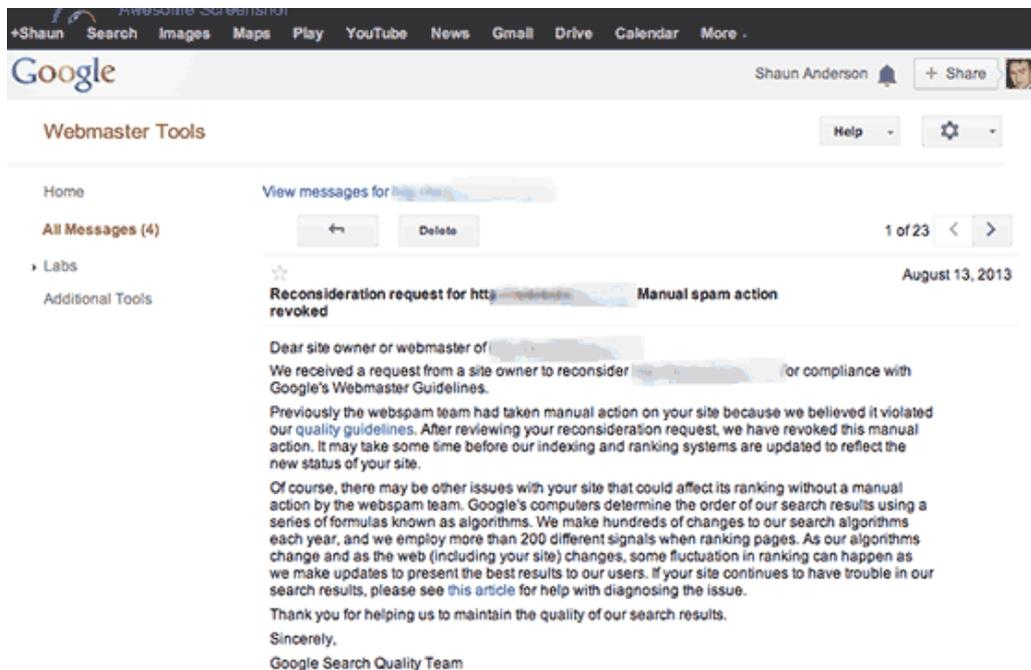 Awesome Screenshot
+Shaun Search Images Maps Play YouTube News Gmail Drive Calendar More
Google
Shaun Anderson + Share
Webmaster Tools
Help
Home
View messages for
All Messages (4)
Delete
1 of 23
Labs
August 13, 2013
Additional Tools
Reconsideration request for http Manual spam action
revoked
Dear site owner or webmaster of
We received a request from a site owner to reconsider for compliance with
Google's Webmaster Guidelines.
Previously the webspam team had taken manual action on your site because we believed it violated
our quality guidelines. After reviewing your reconsideration request, we have revoked this manual
action. It may take some time before our indexing and ranking systems are updated to reflect the
new status of your site.
Of course, there may be other issues with your site that could affect its ranking without a manual
action by the webspam team. Google's computers determine the order of our search results using a
series of formulas known as algorithms. We make hundreds of changes to our search algorithms
each year, and we employ more than 200 different signals when ranking pages. As our algorithms
change and as the web (including your site) changes, some fluctuation in ranking can happen as
we make updates to present the best results to our users. If your site continues to have trouble in our
search results, please see this article for help with diagnosing the issue.
Thank you for helping us to maintain the quality of our search results.
Sincerely,
Google Search Quality Team